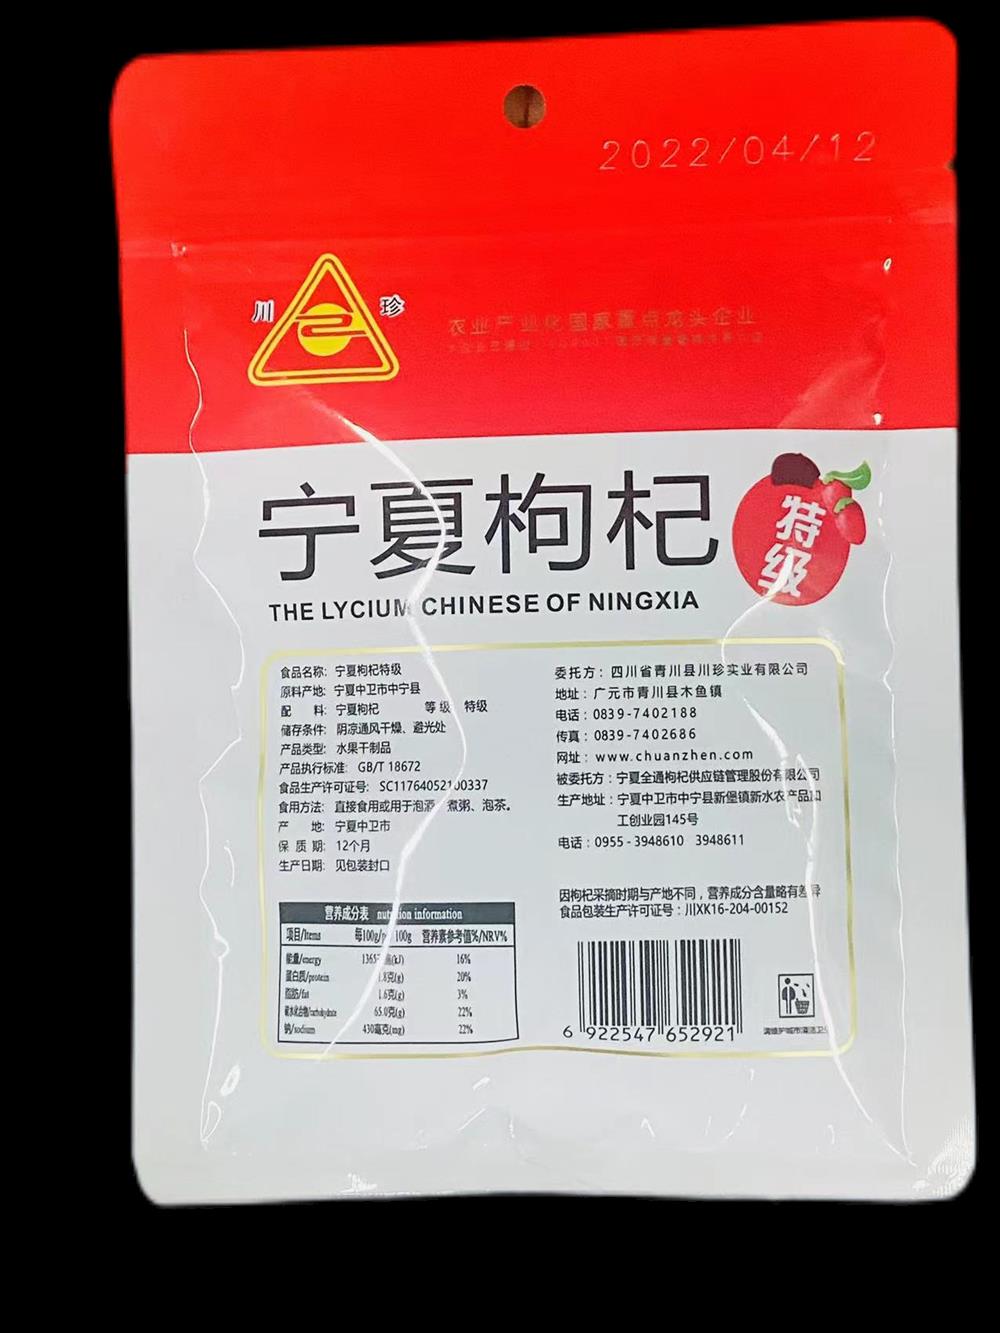 2022/04/12
川 珍
农业产业化国家重点龙头企业
宁夏枸杞
特级
THE LYCIUM CHINESE OF NINGXIA
食品名称: 宁夏枸杞特级
原料产地: 宁夏中卫市中宁县
配 料: 宁夏枸杞 等级 特级
储存条件: 阴凉通风干燥、避光处
产品类型: 水果干制品
产品执行标准: GB/T 18672
食品生产许可证号: SC11764052100337
食用方法: 直接食用或用于泡酒 煮粥、泡茶。
产 地: 宁夏中卫市
保 质 期: 12个月
生产日期: 见包装封口
委托方: 四川省青川县川珍实业有限公司
地址: 广元市青川县木鱼镇
电话: 0839-7402188
传真: 0839-7402686
网址: www.chuanzhen.com
被委托方: 宁夏全通枸杞供应链管理股份有限公司
生产地址: 宁夏中卫市中宁县新堡镇新水农产品加
工创业园145号
电话: 0955-3948610 3948611
因枸杞采摘时期与产地不同,营养成分含量略有差异
食品包装生产许可证号: 川XK16-204-00152
营养成分表 nutrition information
项目/Items 每100g/ 100g 营养素参考值%/NRV%
能量/energy (kJ) 16%
蛋白质/protein 20%
脂肪/fat 1.6克(g) 3%
碳水化合物/carbohydrate 65.0克(g) 22%
钠/sodium 430毫克(mg) 22%
6 922547 652921